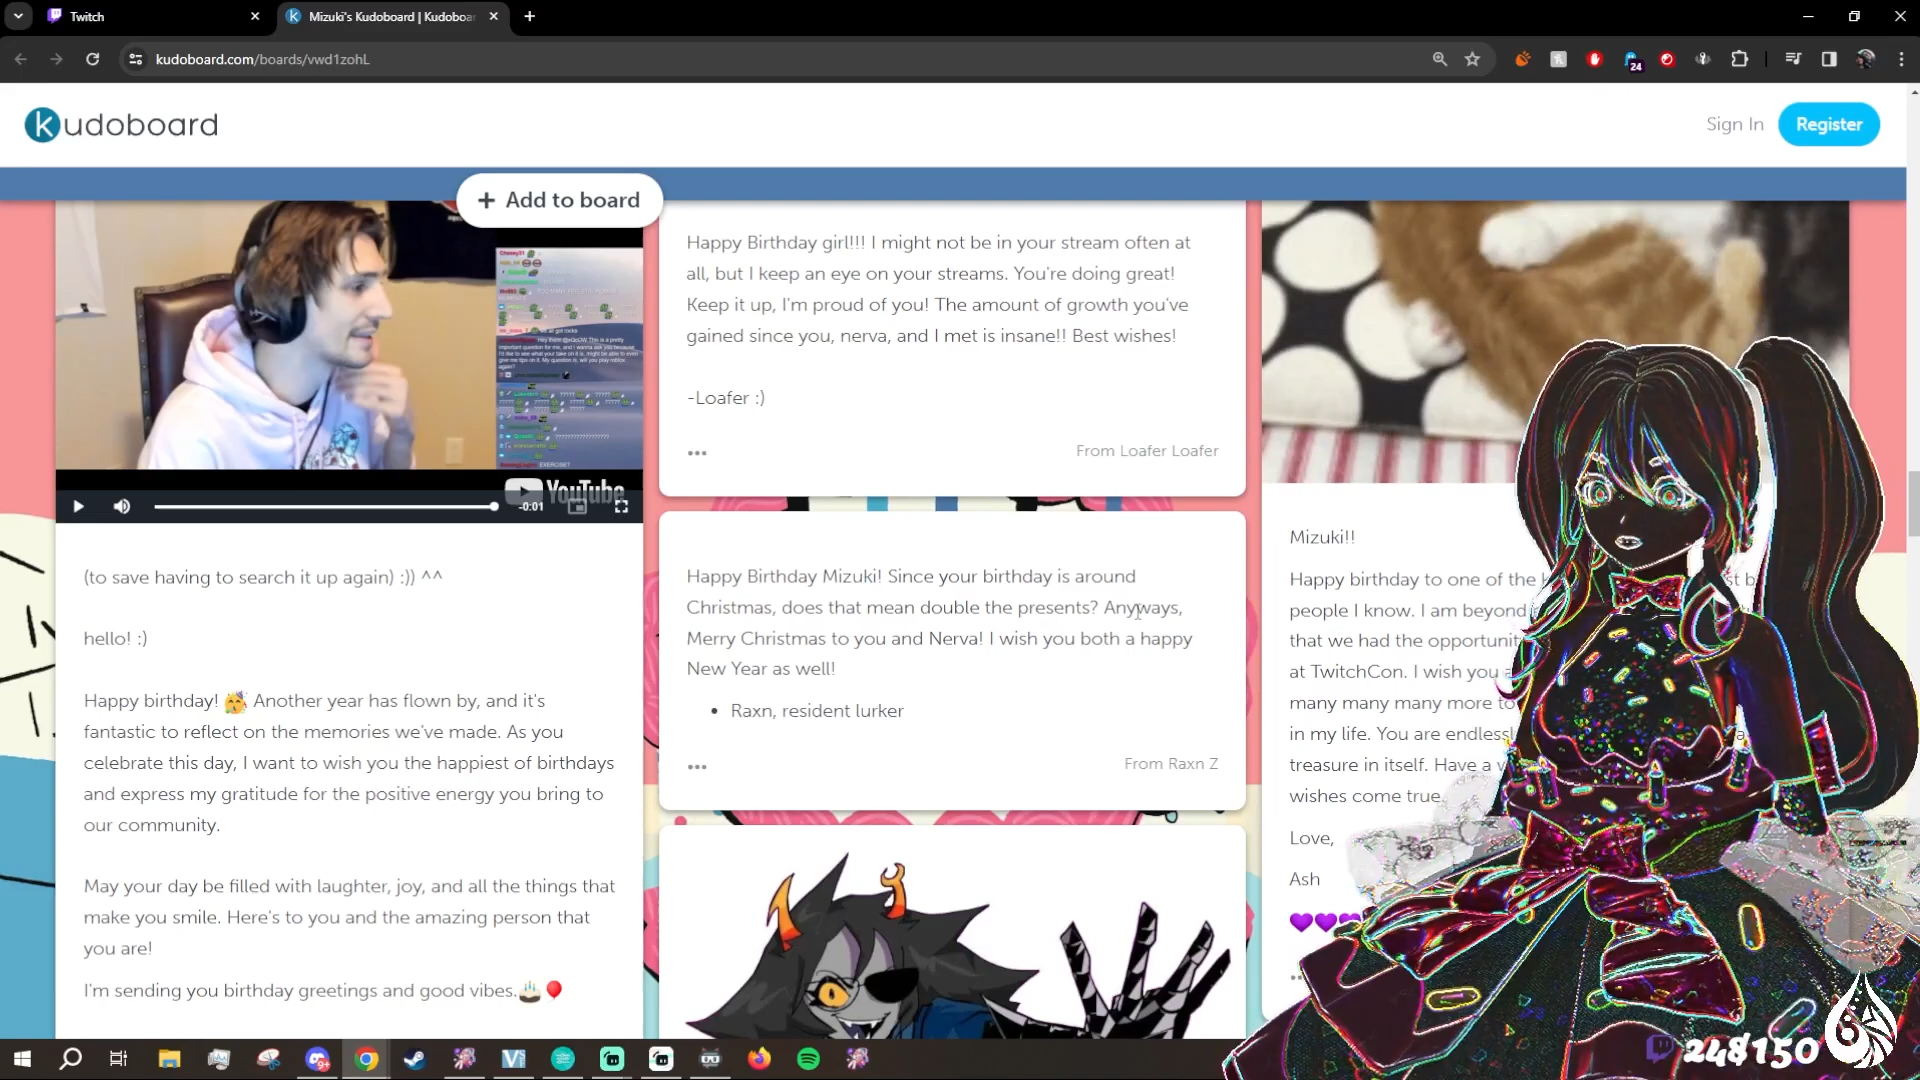 Twitch
Mizuki's Kudoboard | Kudoboar
kudoboard.com/boards/vwd1zohL
24
kudoboard
Sign In
Register
+ Add to board
YouTube
-0:01
(to save having to search it up again) :)) ^^
hello! :)
Happy birthday! 🥳 Another year has flown by, and it's
fantastic to reflect on the memories we've made. As you
celebrate this day, I want to wish you the happiest of birthdays
and express my gratitude for the positive energy you bring to
our community.
May your day be filled with laughter, joy, and all the things that
make you smile. Here's to you and the amazing person that
you are!
I'm sending you birthday greetings and good vibes.🎂🎈
Happy Birthday girl!!! I might not be in your stream often at
all, but I keep an eye on your streams. You're doing great!
Keep it up, I'm proud of you! The amount of growth you've
gained since you, nerva, and I met is insane!! Best wishes!
-Loafer :)
From Loafer Loafer
Happy Birthday Mizuki! Since your birthday is around
Christmas, does that mean double the presents? Anyways,
Merry Christmas to you and Nerva! I wish you both a happy
New Year as well!
• Raxn, resident lurker
From Raxn Z
Mizuki!!
Happy birthday to one of the
people I know. I am beyond
that we had the
at TwitchCon. I wish you
many many many more to
in my life. You are
treasure in itself. Have a
wishes come true
Love,
Ash
💜💜💜
248150